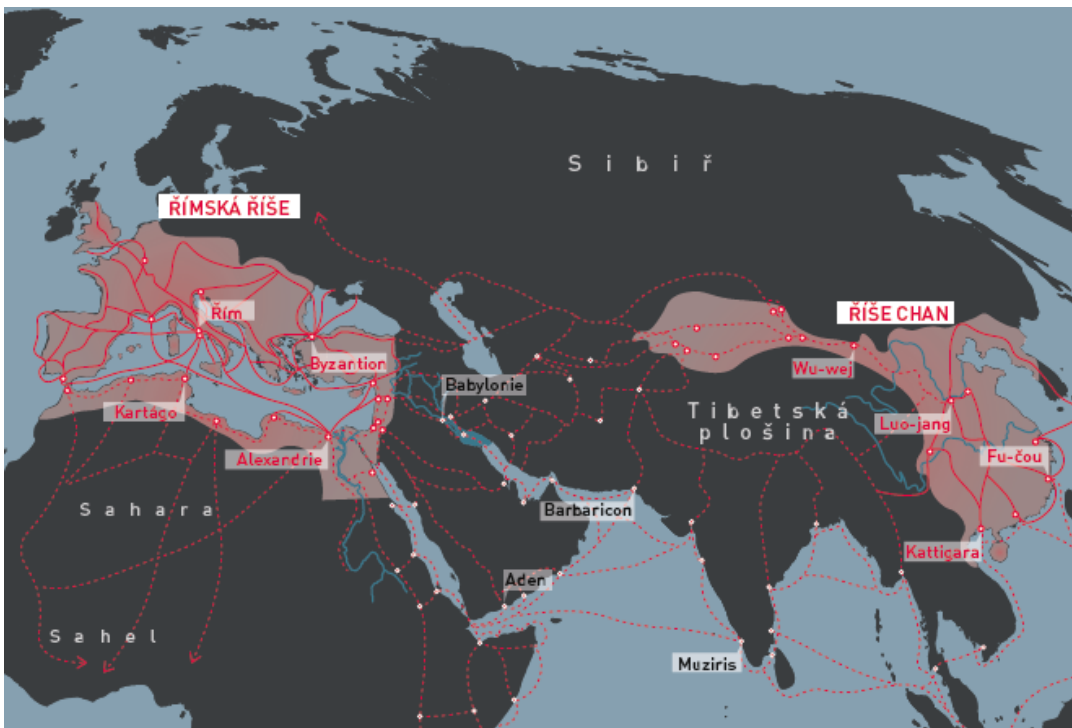 Sibiř
ŘÍMSKÁ ŘÍŠE
Řím
ŘÍŠE CHAN
Byzantion
Wu-wej
Babylonie
Kartágo
Tibetská
plošina
Luo-jang
Alexandrie
Fu-čou
Sahara
Barbaricon
Kattigara
Aden
Sahel
Muziris